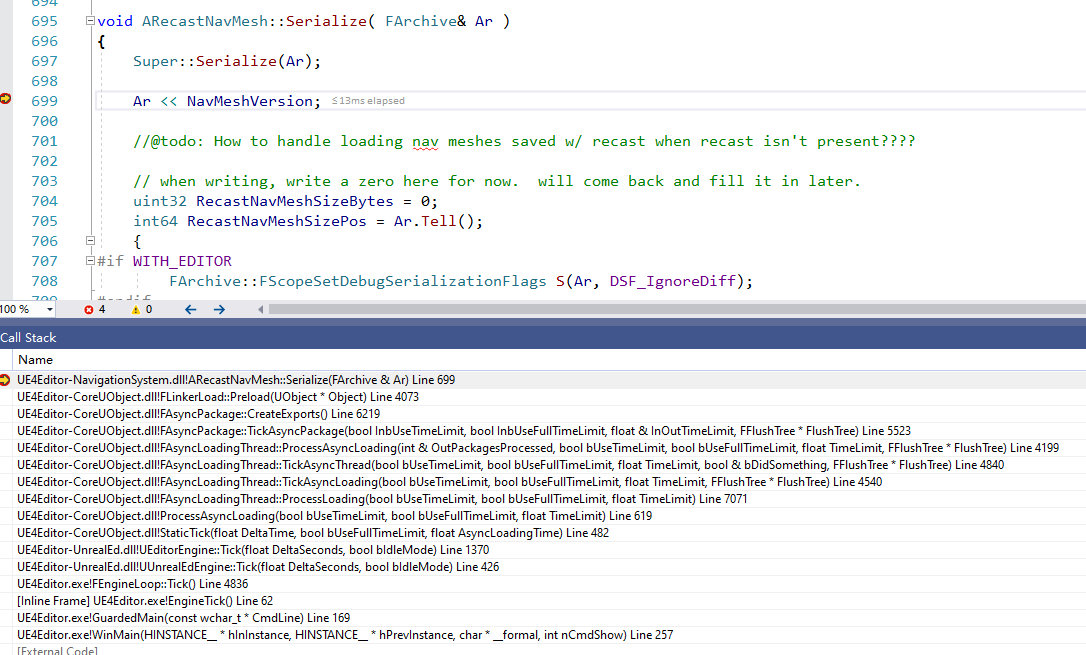 694
695 void ARecastNavMesh::Serialize( FArchive& Ar )
696 {
697 Super::Serialize(Ar);
698
699 Ar << NavMeshVersion; ≤13ms elapsed
700
701 //@todo: How to handle loading nav meshes saved w/ recast when recast isn't present????
702
703 // when writing, write a zero here for now.  will come back and fill it in later.
704 uint32 RecastNavMeshSizeBytes = 0;
705 int64 RecastNavMeshSizePos = Ar.Tell();
706 {
707 #if WITH_EDITOR
708 FArchive::FScopeSetDebugSerializationFlags S(Ar, DSF_IgnoreDiff);
709 #endif
100 % 4 0
Call Stack
Name
UE4Editor-NavigationSystem.dll!ARecastNavMesh::Serialize(FArchive & Ar) Line 699
UE4Editor-CoreUObject.dll!FLinkerLoad::Preload(UObject * Object) Line 4073
UE4Editor-CoreUObject.dll!FAsyncPackage::CreateExports() Line 6219
UE4Editor-CoreUObject.dll!FAsyncPackage::TickAsyncPackage(bool InbUseTimeLimit, bool InbUseFullTimeLimit, float & InOutTimeLimit, FFlushTree * FlushTree) Line 5523
UE4Editor-CoreUObject.dll!FAsyncLoadingThread::ProcessAsyncLoading(int & OutPackagesProcessed, bool bUseTimeLimit, bool bUseFullTimeLimit, float TimeLimit, FFlushTree * FlushTree) Line 4199
UE4Editor-CoreUObject.dll!FAsyncLoadingThread::TickAsyncThread(bool bUseTimeLimit, bool bUseFullTimeLimit, float TimeLimit, bool & bDidSomething, FFlushTree * FlushTree) Line 4840
UE4Editor-CoreUObject.dll!FAsyncLoadingThread::TickAsyncLoading(bool bUseTimeLimit, bool bUseFullTimeLimit, float TimeLimit, FFlushTree * FlushTree) Line 4540
UE4Editor-CoreUObject.dll!FAsyncLoadingThread::ProcessLoading(bool bUseTimeLimit, bool bUseFullTimeLimit, float TimeLimit) Line 7071
UE4Editor-CoreUObject.dll!ProcessAsyncLoading(bool bUseTimeLimit, bool bUseFullTimeLimit, float TimeLimit) Line 619
UE4Editor-CoreUObject.dll!StaticTick(float DeltaTime, bool bUseFullTimeLimit, float AsyncLoadingTime) Line 482
UE4Editor-UnrealEd.dll!UEditorEngine::Tick(float DeltaSeconds, bool bIdleMode) Line 1370
UE4Editor-UnrealEd.dll!UUnrealEdEngine::Tick(float DeltaSeconds, bool bIdleMode) Line 426
UE4Editor.exe!FEngineLoop::Tick() Line 4836
[Inline Frame] UE4Editor.exe!EngineTick() Line 62
UE4Editor.exe!GuardedMain(const wchar_t * CmdLine) Line 169
UE4Editor.exe!WinMain(HINSTANCE__ * hInInstance, HINSTANCE__ * hPrevInstance, char * __formal, int nCmdShow) Line 257
[External Code]